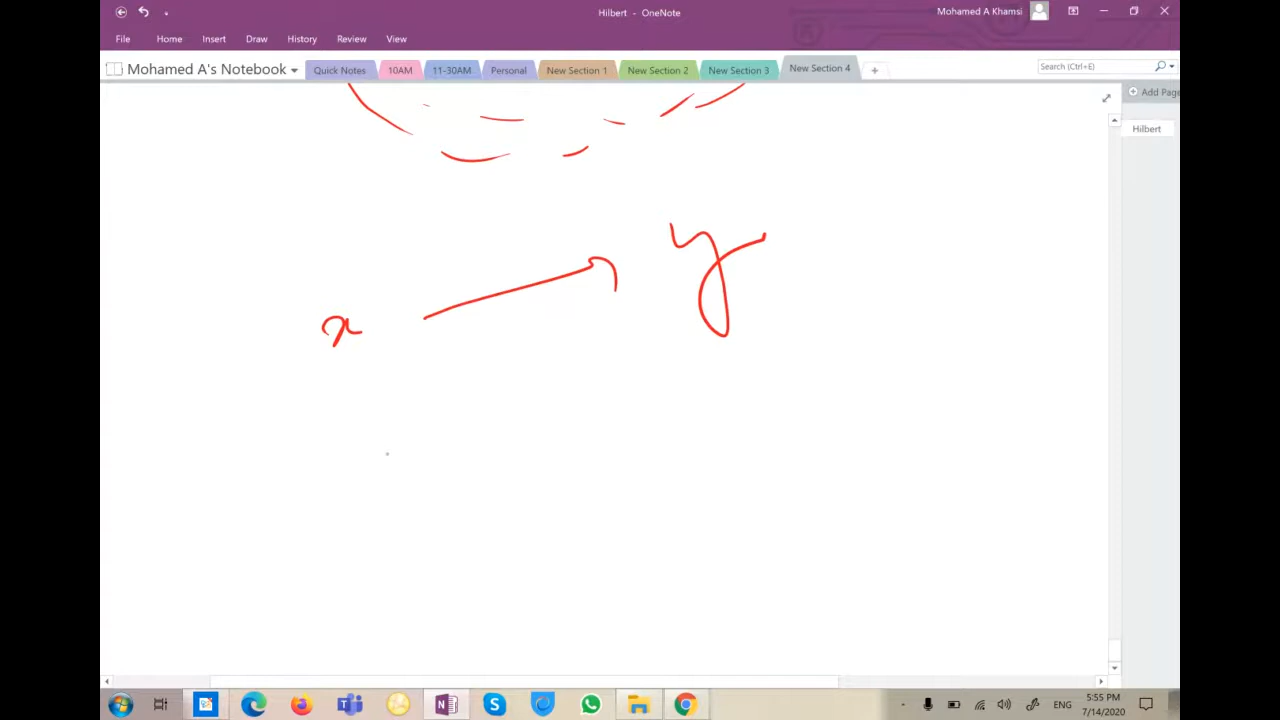 Hilbert - OneNote
Mohamed A Khamsi
File Home Insert Draw History Review View
Mohamed A's Notebook
Quick Notes 10AM 11-30AM Personal New Section 1 New Section 2 New Section 3 New Section 4
Search (Ctrl+E)
Add Page
Hilbert
x → y
ENG
5:55 PM
7/14/2020